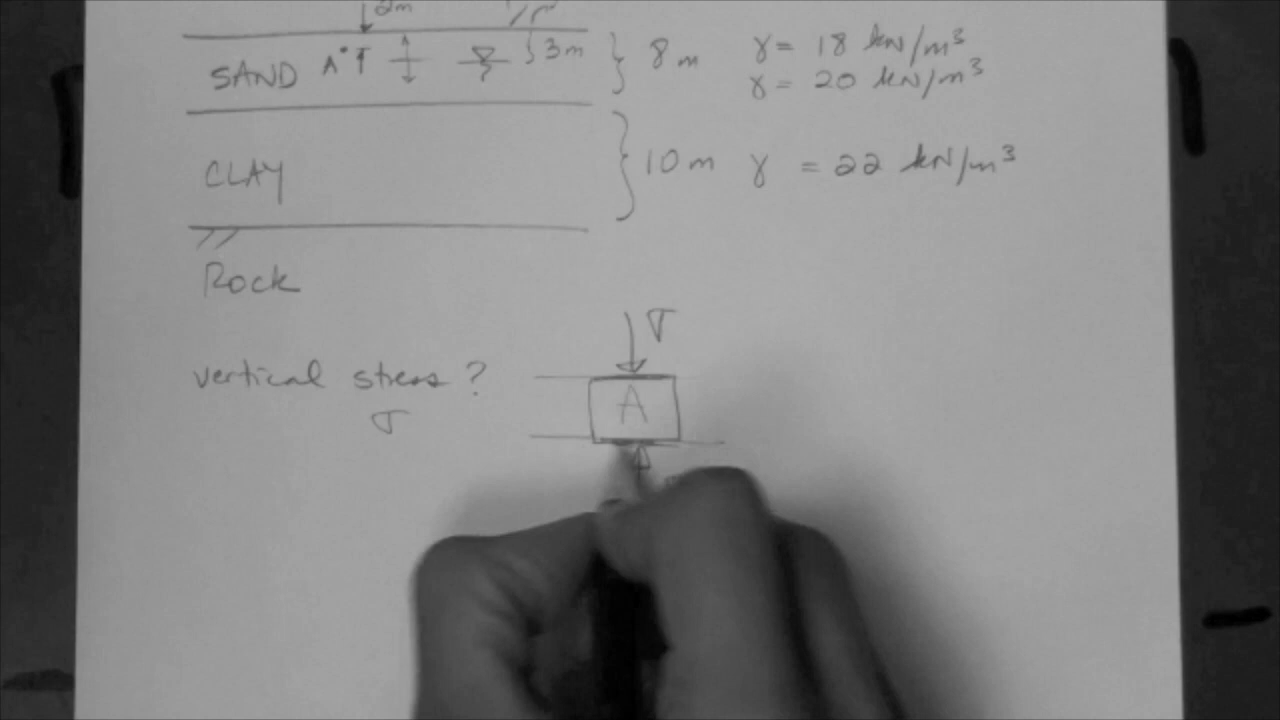 2m
SAND A 3m } 8m γ = 18 kN/m³
γ = 20 kN/m³
CLAY } 10m γ = 22 kN/m³
Rock
σ
vertical stress ?
A
σ